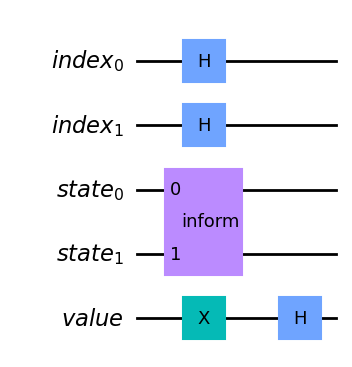 index₀ H
index₁ H
state₀ 0
inform
state₁ 1
value X H